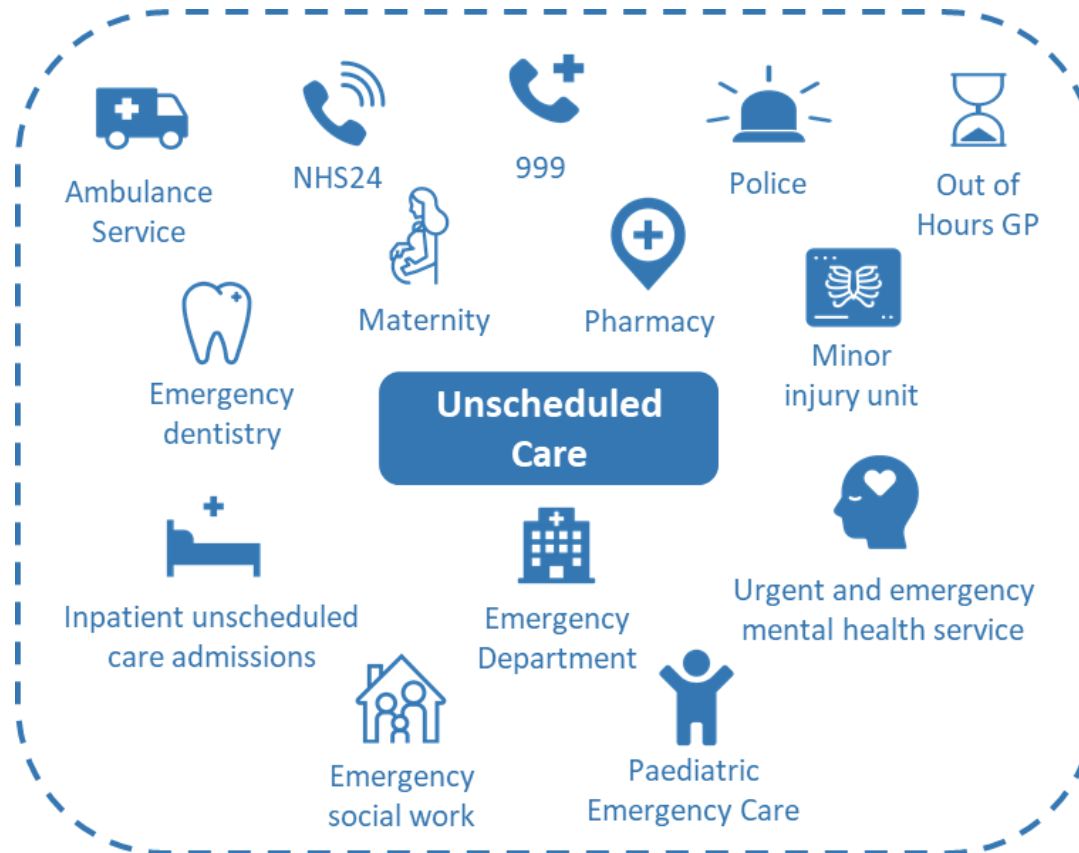 Ambulance
Service
NHS24
999
Police
Out of
Hours GP
Maternity
Pharmacy
Minor
injury unit
Emergency
dentistry
Unscheduled
Care
Inpatient unscheduled
care admissions
Emergency
Department
Urgent and emergency
mental health service
Emergency
social work
Paediatric
Emergency Care